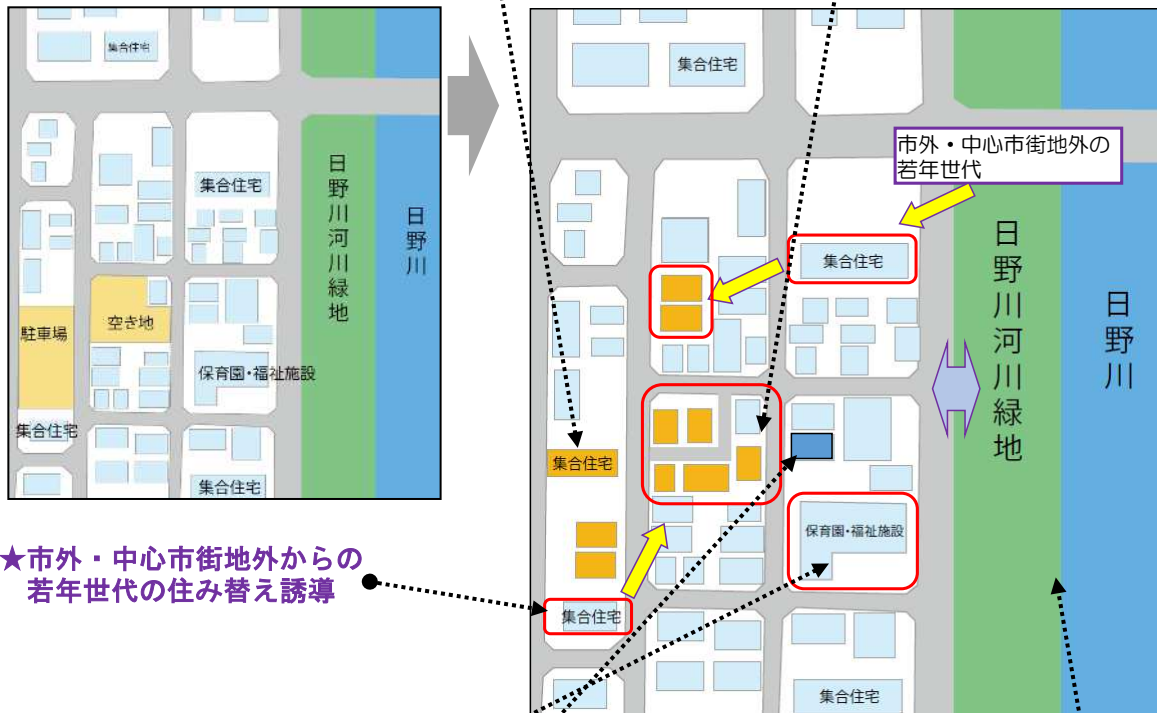 集合住宅
集合住宅
日野川河川緑地
日野川
駐車場
空き地
保育園・福祉施設
集合住宅
集合住宅
★市外・中心市街地外からの
若年世代の住み替え誘導
集合住宅
市外・中心市街地外の
若年世代
集合住宅
日野川河川緑地
日野川
集合住宅
保育園・福祉施設
集合住宅
集合住宅